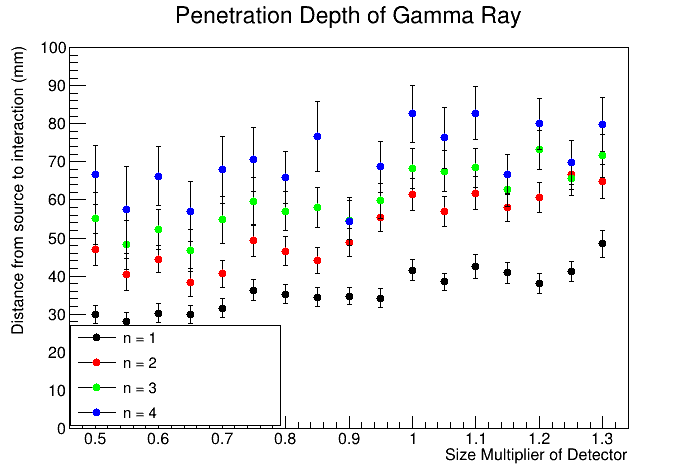 Penetration Depth of Gamma Ray
Distance from source to interaction (mm)
100
90
80
70
60
50
40
30
20
10
0
n = 1
n = 2
n = 3
n = 4
0.5 0.6 0.7 0.8 0.9 1 1.1 1.2 1.3
Size Multiplier of Detector